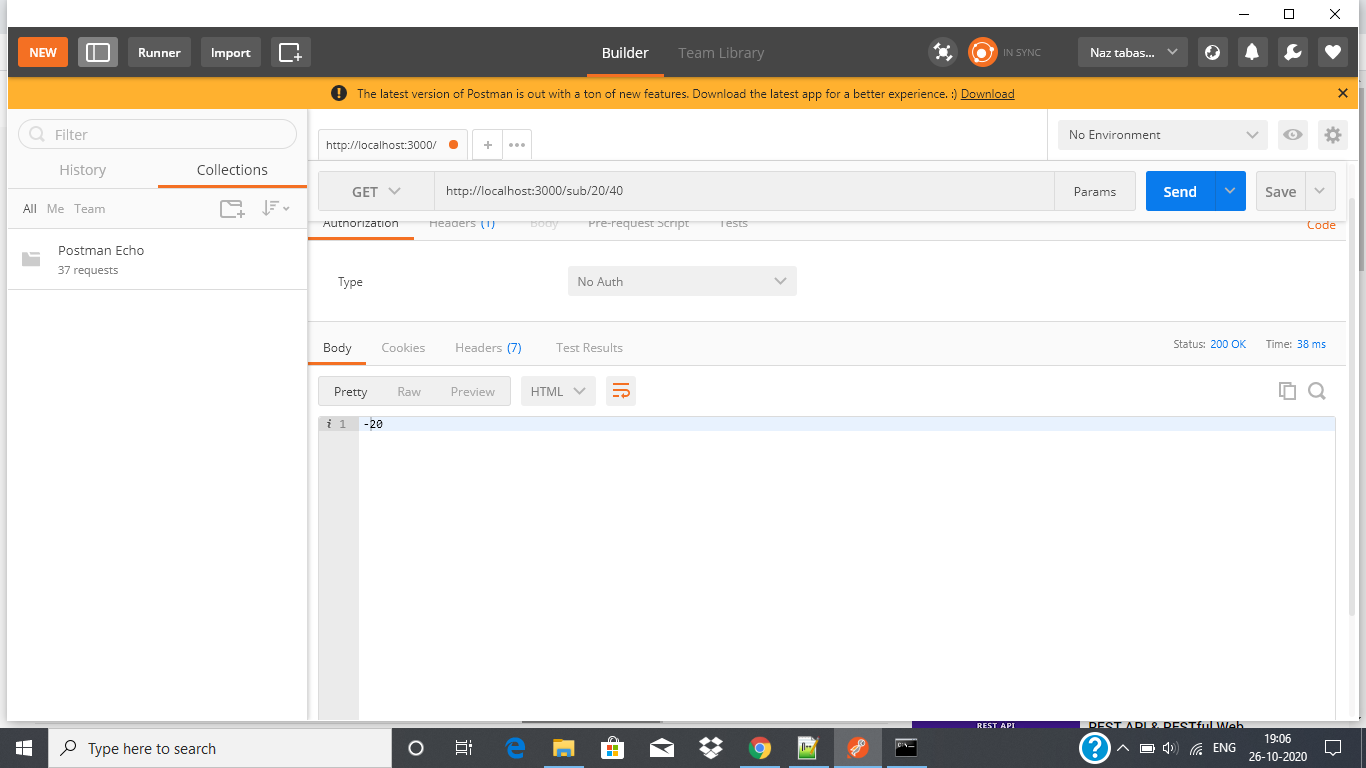 NEW
Runner
Import
Builder
Team Library
IN SYNC
Naz tabas...
The latest version of Postman is out with a ton of new features. Download the latest app for a better experience. :) Download
Filter
History
Collections
All Me Team
Postman Echo
37 requests
http://localhost:3000/
No Environment
GET
http://localhost:3000/sub/20/40
Params
Send
Save
Authorization
Headers (1)
Body
Pre-request Script
Tests
Code
Type
No Auth
Body
Cookies
Headers (7)
Test Results
Status: 200 OK
Time: 38 ms
Pretty
Raw
Preview
HTML
i 1
-20
REST API
REST API & RESTful Web
Type here to search
ENG
19:06
26-10-2020